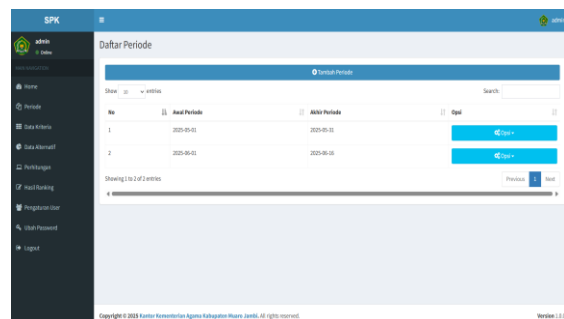 SPK
admin
admin
Online
Daftar Periode
Home
Periode
Data Kriteria
Data Alternatif
Perhitungan
Hasil Ranking
Pengaturan User
Ubah Password
Logout
Tambah Periode
Show 10 entries
Search:
No Awal Periode Akhir Periode Opsi
1 2025-05-01 2025-05-31 Opsi
2 2025-06-01 2025-06-16 Opsi
Showing 1 to 2 of 2 entries
Previous 1 Next
Copyright © 2025 Kantor Kementerian Agama Kabupaten Muaro Jambi. All rights reserved.
Version